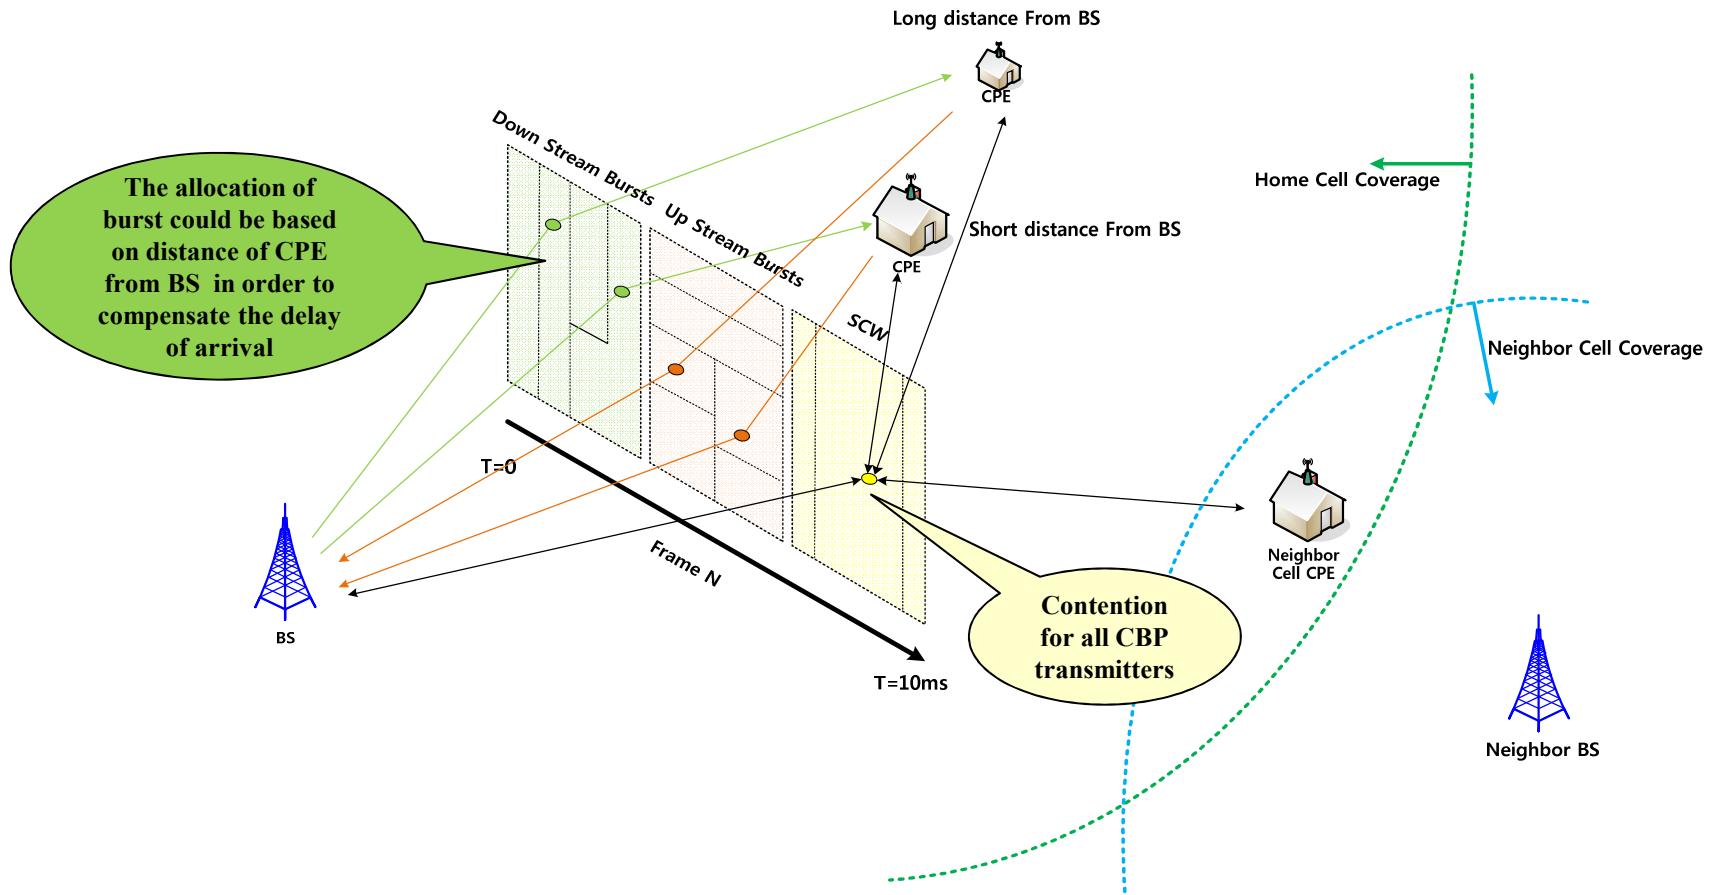 Long distance From BS
CPE
Down Stream Bursts
Up Stream Bursts
SCW
The allocation of
burst could be based
on distance of CPE
from BS in order to
compensate the delay
of arrival
Home Cell Coverage
Short distance From BS
CPE
Neighbor Cell Coverage
T=0
Frame N
T=10ms
BS
Neighbor
Cell CPE
Contention
for all CBP
transmitters
Neighbor BS